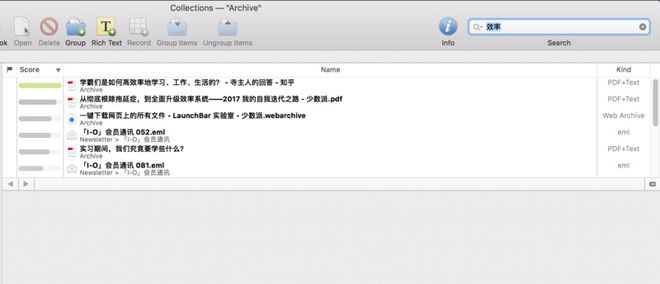 Collections — "Archive"
效率
ok Open Delete Group Rich Text Record Group Items Ungroup Items Info Search
Score Name Kind
学霸们是如何高效率地学习、工作、生活的？ - 寺主人的回答 - 知乎 PDF+Text
Archive
从彻底根除拖延症，到全面升级效率系统——2017 我的自我迭代之路 - 少数派.pdf PDF+Text
Archive
一键下载网页上的所有文件 - LaunchBar 实验室 - 少数派.webarchive Web Archive
Archive
「I-O」会员通讯 052.eml eml
Newsletter > 「I-O」会员通讯
实习期间，我们究竟要学些什么？ PDF+Text
Archive
「I-O」会员通讯 081.eml eml
Newsletter > 「I-O」会员通讯